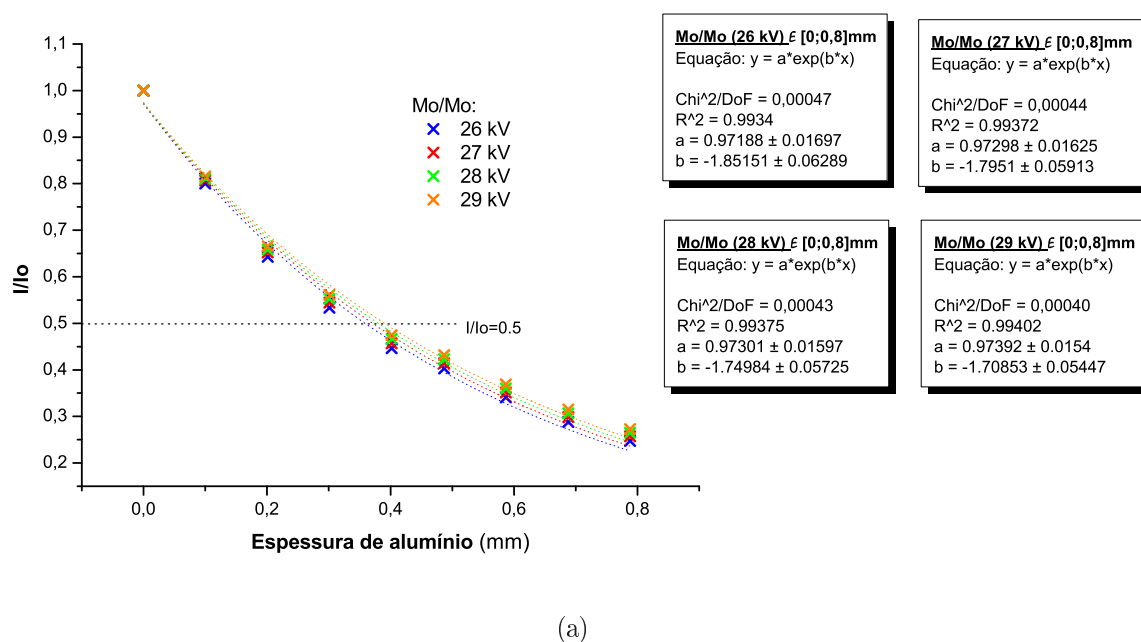 1,1
1,0
0,9
0,8
0,7
0,6
0,5
0,4
0,3
0,2
I/Io
0,0
0,2
0,4
0,6
0,8
Espessura de alumínio (mm)
Mo/Mo:
26 kV
27 kV
28 kV
29 kV
I/Io=0.5
Mo/Mo (26 kV) ε [0;0,8]mm
Equação: y = a*exp(b*x)
Chi^2/DoF = 0,00047
R^2 = 0.9934
a = 0.97188 ± 0.01697
b = -1.85151 ± 0.06289
Mo/Mo (27 kV) ε [0;0,8]mm
Equação: y = a*exp(b*x)
Chi^2/DoF = 0,00044
R^2 = 0.99372
a = 0.97298 ± 0.01625
b = -1.7951 ± 0.05913
Mo/Mo (28 kV) ε [0;0,8]mm
Equação: y = a*exp(b*x)
Chi^2/DoF = 0,00043
R^2 = 0.99375
a = 0.97301 ± 0.01597
b = -1.74984 ± 0.05725
Mo/Mo (29 kV) ε [0;0,8]mm
Equação: y = a*exp(b*x)
Chi^2/DoF = 0,00040
R^2 = 0.99402
a = 0.97392 ± 0.0154
b = -1.70853 ± 0.05447
(a)